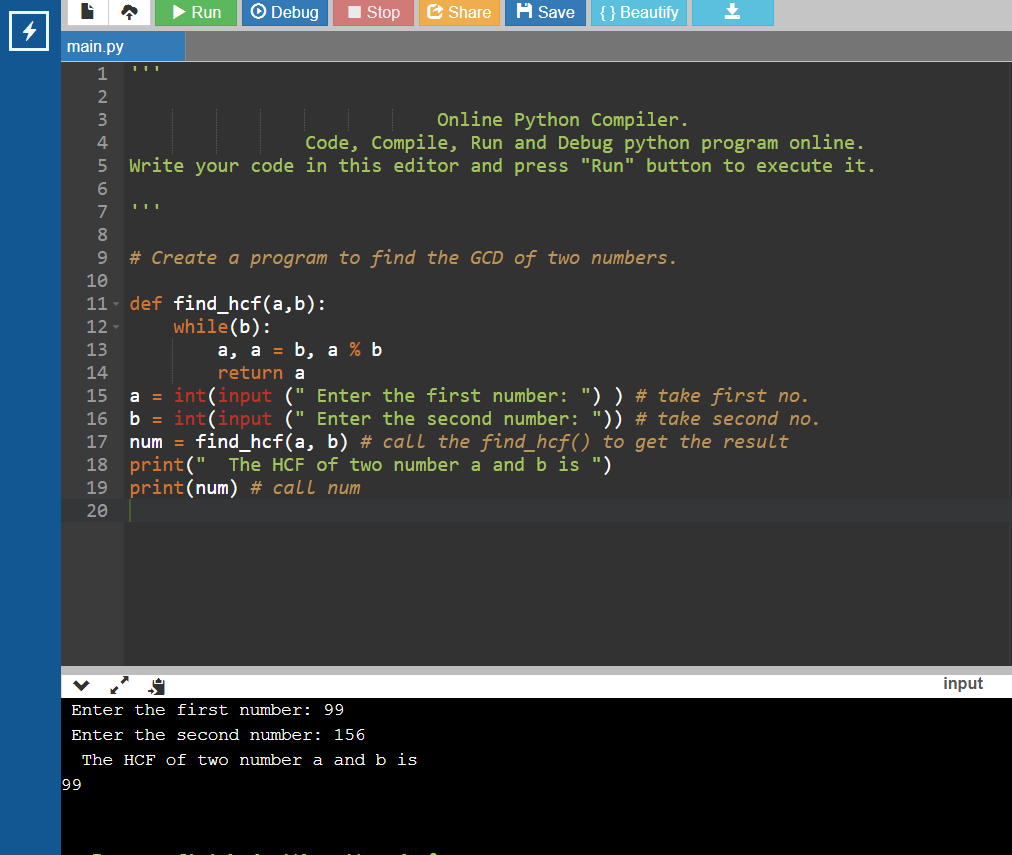 Run Debug Stop Share Save { } Beautify
main.py
1 '''
2
3 Online Python Compiler.
4 Code, Compile, Run and Debug python program online.
5 Write your code in this editor and press "Run" button to execute it.
6
7 '''
8
9 # Create a program to find the GCD of two numbers.
10
11 def find_hcf(a,b):
12 while(b):
13 a, a = b, a % b
14 return a
15 a = int(input (" Enter the first number: ") ) # take first no.
16 b = int(input (" Enter the second number: ")) # take second no.
17 num = find_hcf(a, b) # call the find_hcf() to get the result
18 print("  The HCF of two number a and b is ")
19 print(num) # call num
20
input
Enter the first number: 99
Enter the second number: 156
The HCF of two number a and b is
99